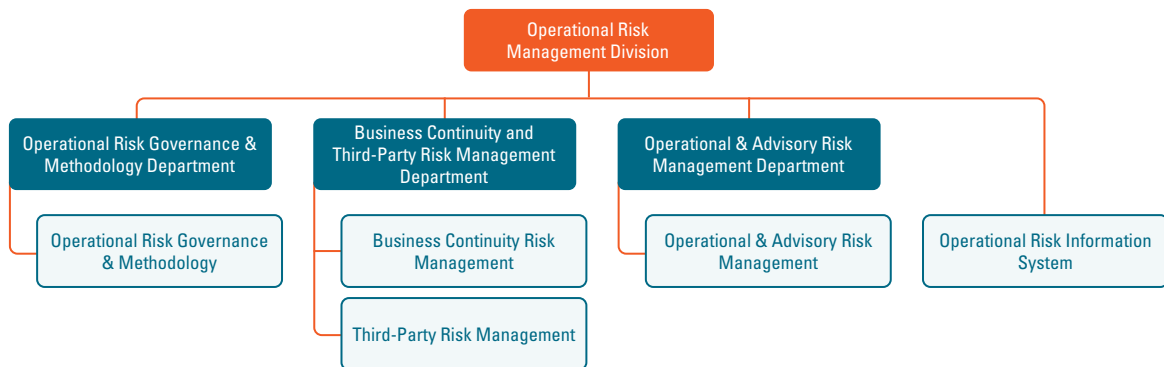 Operational Risk
Management Division
Operational Risk Governance &
Methodology Department
Business Continuity and
Third-Party Risk Management
Department
Operational & Advisory Risk
Management Department
Operational Risk Governance
& Methodology
Business Continuity Risk
Management
Operational & Advisory Risk
Management
Operational Risk Information
System
Third-Party Risk Management